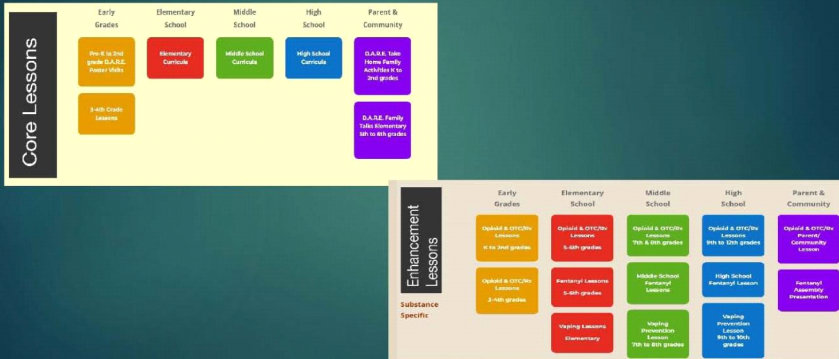 Core Lessons
Early
Grades
Elementary
School
Middle
School
High
School
Parent &
Community
Pre K to 2nd
grade D.A.R.E.
Poster Visits
Elementary
Curricula
Middle School
Curricula
High School
Curricula
D.A.R.E. Take
Home Family
Activities K to
2nd grades
3-4th Grade
Lessons
D.A.R.E. Family
Talks Elementary
5th to 6th grades
Enhancement
Lessons
Substance
Specific
Early
Grades
Elementary
School
Middle
School
High
School
Parent &
Community
Opioid & OTC/Rx
Lessons
K to 2nd grades
Opioid & OTC/Rx
Lessons
5-6th grades
Opioid & OTC/Rx
Lessons
7th & 8th grades
Opioid & OTC/Rx
Lessons
9th to 12th grades
Opioid & OTC/Rx
Parent/
Community
Lesson
Opioid & OTC/Rx
Lessons
3-4th grades
Fentanyl Lessons
5-6th grades
Middle School
Fentanyl
Lessons
High School
Fentanyl Lesson
Fentanyl
Assembly
Presentation
Vaping Lessons
Elementary
Vaping
Prevention
Lesson
7th to 8th grades
Vaping
Prevention
Lesson
9th to 10th
grades